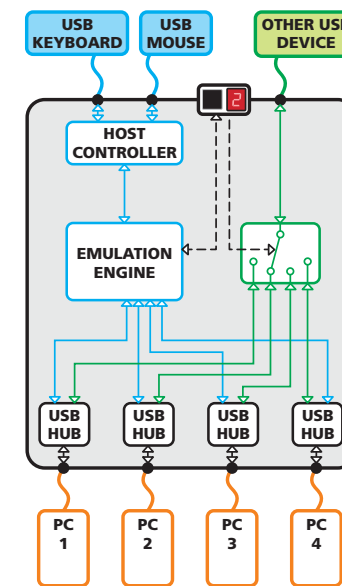 USB
KEYBOARD
USB
MOUSE
OTHER USB
DEVICE
2
HOST
CONTROLLER
EMULATION
ENGINE
USB
HUB
USB
HUB
USB
HUB
USB
HUB
PC
1
PC
2
PC
3
PC
4